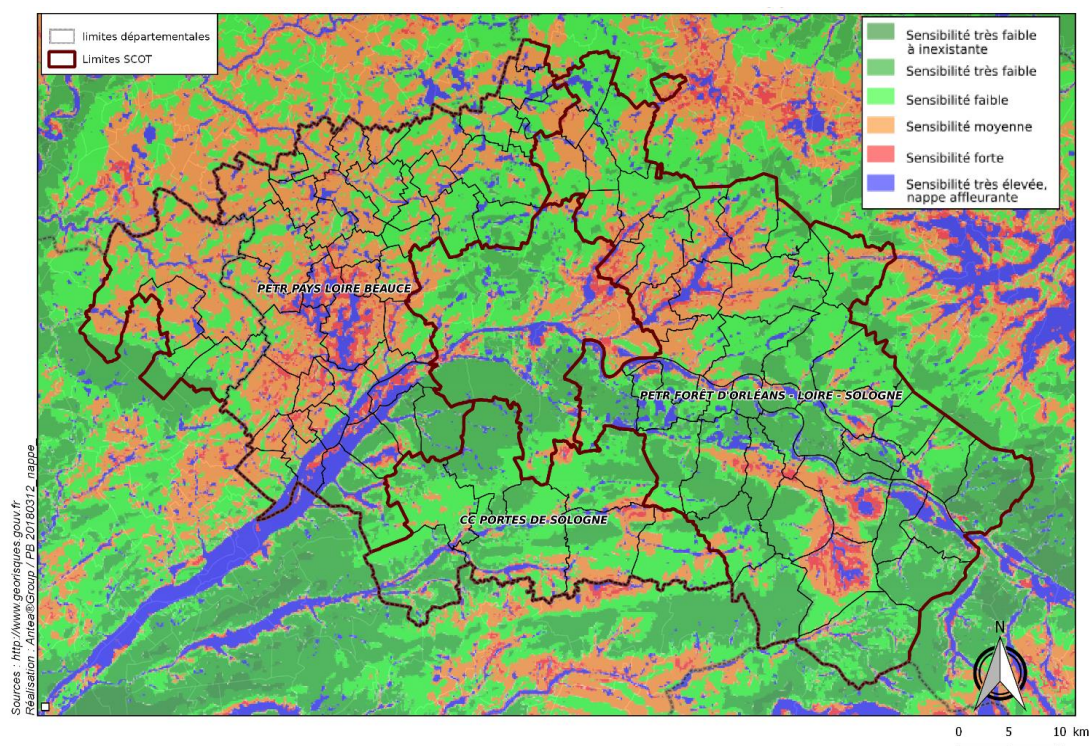 limites départementales
Limites SCOT
Sensibilité très faible
à inexistante
Sensibilité très faible
Sensibilité faible
Sensibilité moyenne
Sensibilité forte
Sensibilité très élevée,
nappe affleurante
PETR PAYS LOIRE BEAUCE
PETR FORÊT D'ORLÉANS - LOIRE - SOLOGNE
CC PORTES DE SOLOGNE
Sources : http://www.georisques.gouv.fr
Réalisation : Antea®Group / PB 20180312_nappe_
N
0 5 10 km